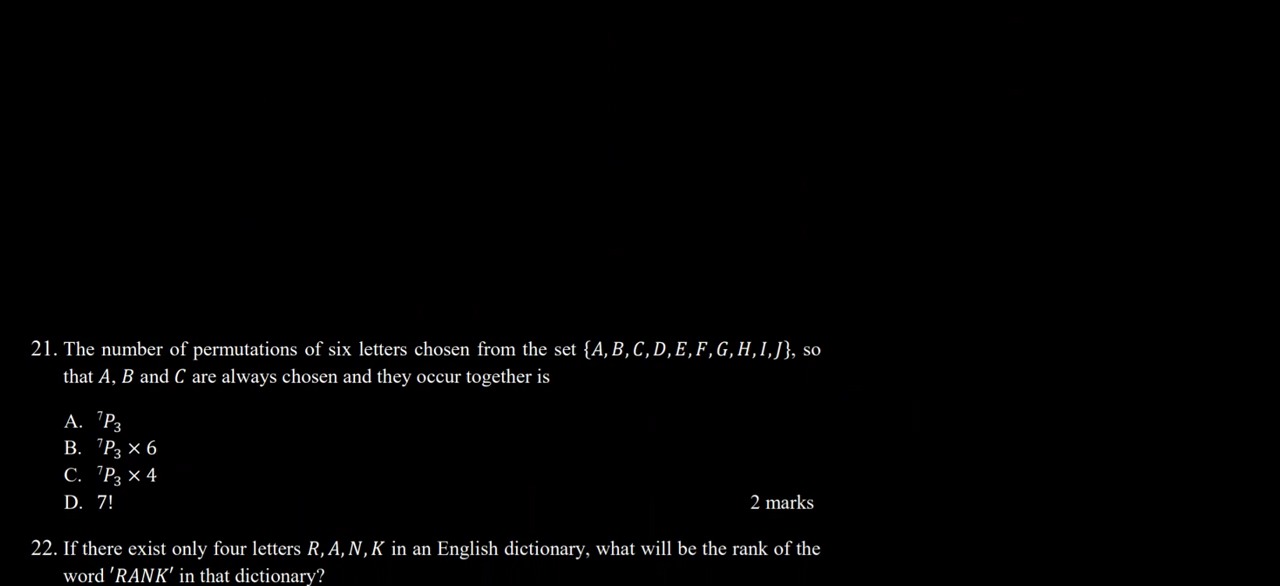 21. The number of permutations of six letters chosen from the set {A, B, C, D, E, F, G, H, I, J}, so
that A, B and C are always chosen and they occur together is
A. ⁷P₃
B. ⁷P₃ × 6
C. ⁷P₃ × 4
D. 7!
2 marks
22. If there exist only four letters R, A, N, K in an English dictionary, what will be the rank of the
word 'RANK' in that dictionary?